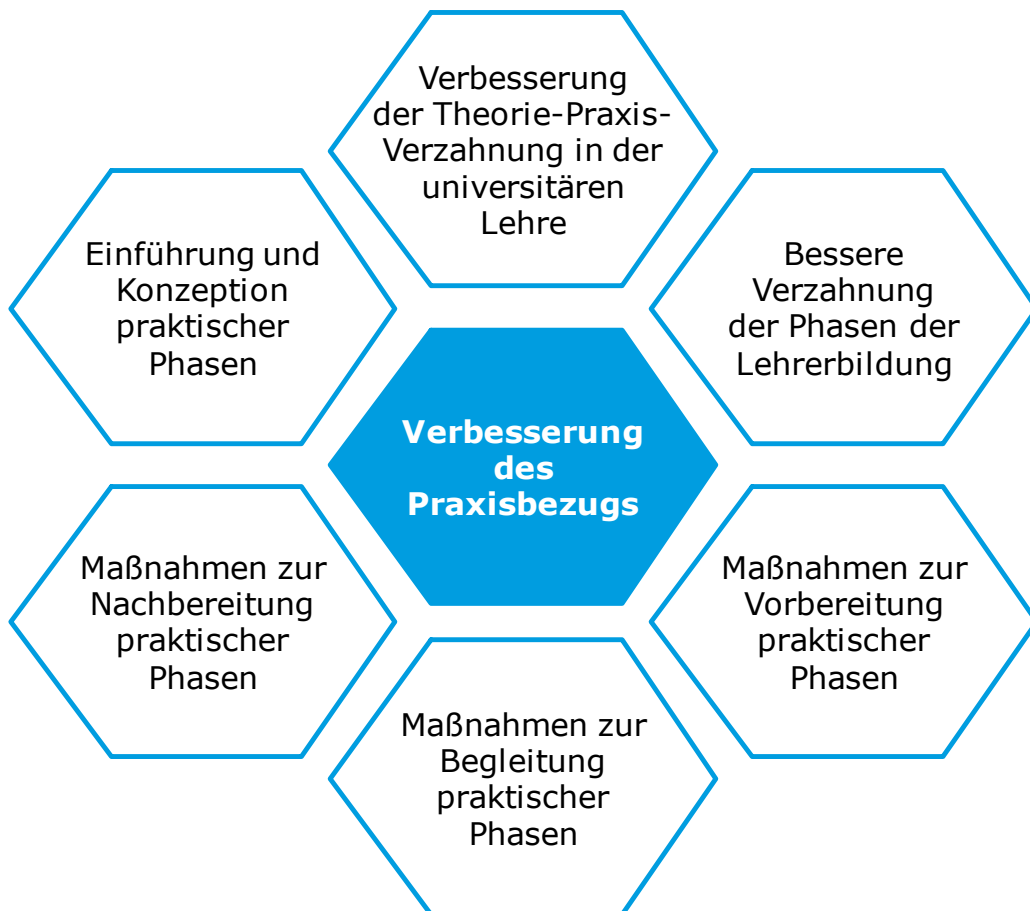 Verbesserung
der Theorie-Praxis-
Verzahnung in der
universitären
Lehre
Einführung und
Konzeption
praktischer
Phasen
Bessere
Verzahnung
der Phasen der
Lehrerbildung
Verbesserung
des
Praxisbezugs
Maßnahmen zur
Nachbereitung
praktischer
Phasen
Maßnahmen zur
Vorbereitung
praktischer
Phasen
Maßnahmen zur
Begleitung
praktischer
Phasen